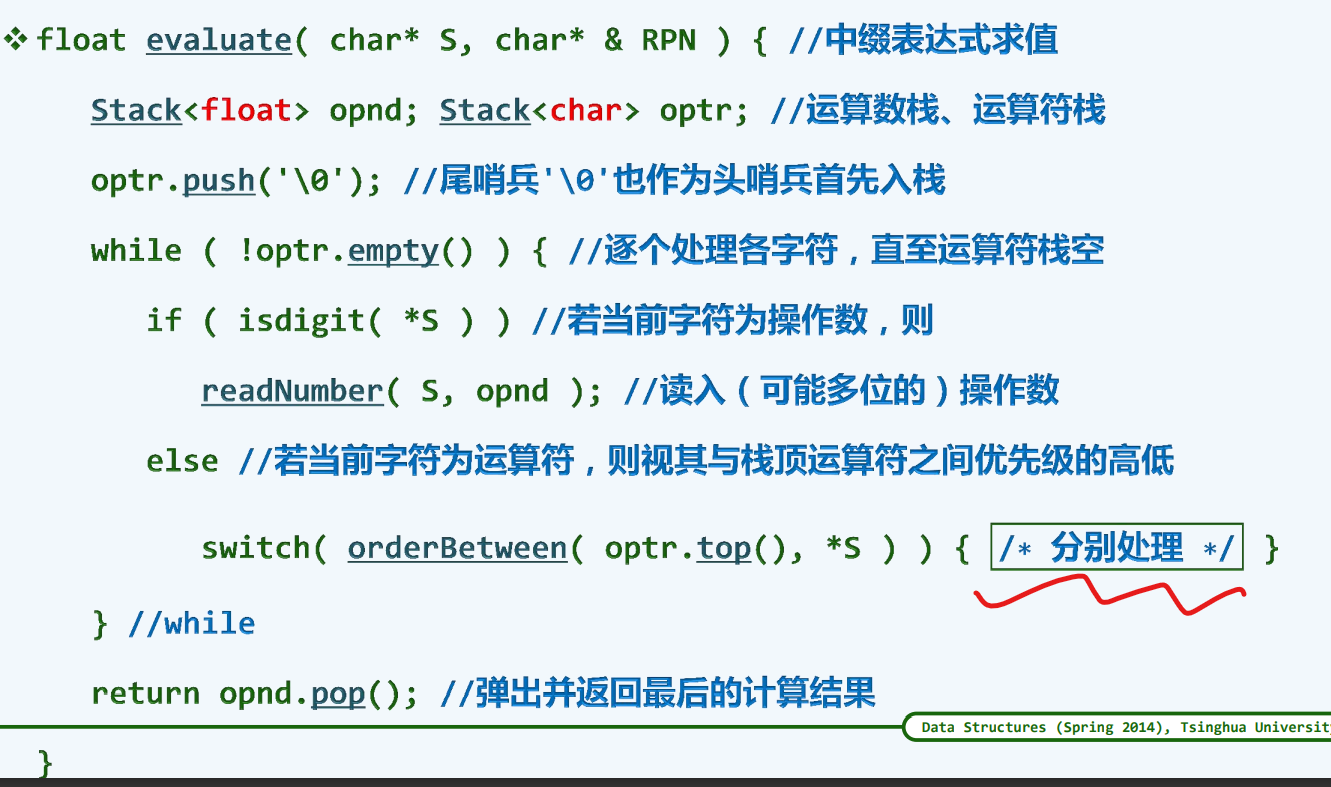 ❖ float evaluate( char* S, char* & RPN ) { //中缀表达式求值
Stack<float> opnd; Stack<char> optr; //运算数栈、运算符栈
optr.push('\0'); //尾哨兵'\0'也作为头哨兵首先入栈
while ( !optr.empty() ) { //逐个处理各字符，直至运算符栈空
if ( isdigit( *S ) ) //若当前字符为操作数，则
readNumber( S, opnd ); //读入（可能多位的）操作数
else //若当前字符为运算符，则视其与栈顶运算符之间优先级的高低
switch( orderBetween( optr.top(), *S ) ) { /* 分别处理 */ }
} //while
return opnd.pop(); //弹出并返回最后的计算结果
Data Structures (Spring 2014), Tsinghua University
}